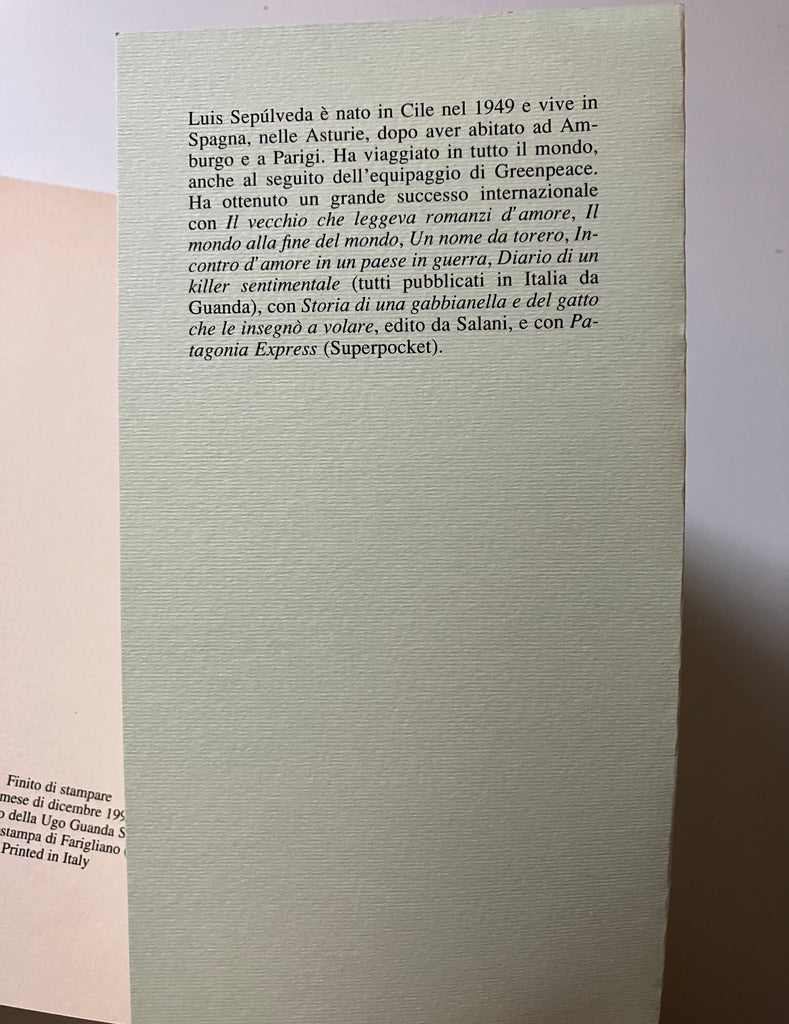 Luis Sepúlveda è nato in Cile nel 1949 e vive in
Spagna, nelle Asturie, dopo aver abitato ad Am-
burgo e a Parigi. Ha viaggiato in tutto il mondo,
anche al seguito dell'equipaggio di Greenpeace.
Ha ottenuto un grande successo internazionale
con Il vecchio che leggeva romanzi d'amore, Il
mondo alla fine del mondo, Un nome da torero, In-
contro d'amore in un paese in guerra, Diario di un
killer sentimentale (tutti pubblicati in Italia da
Guanda), con Storia di una gabbianella e del gatto
che le insegnò a volare, edito da Salani, e con Pa-
tagonia Express (Superpocket).
Finito di stampare
mese di dicembre
della Ugo Guanda
stampa di Farigliano
Printed in Italy